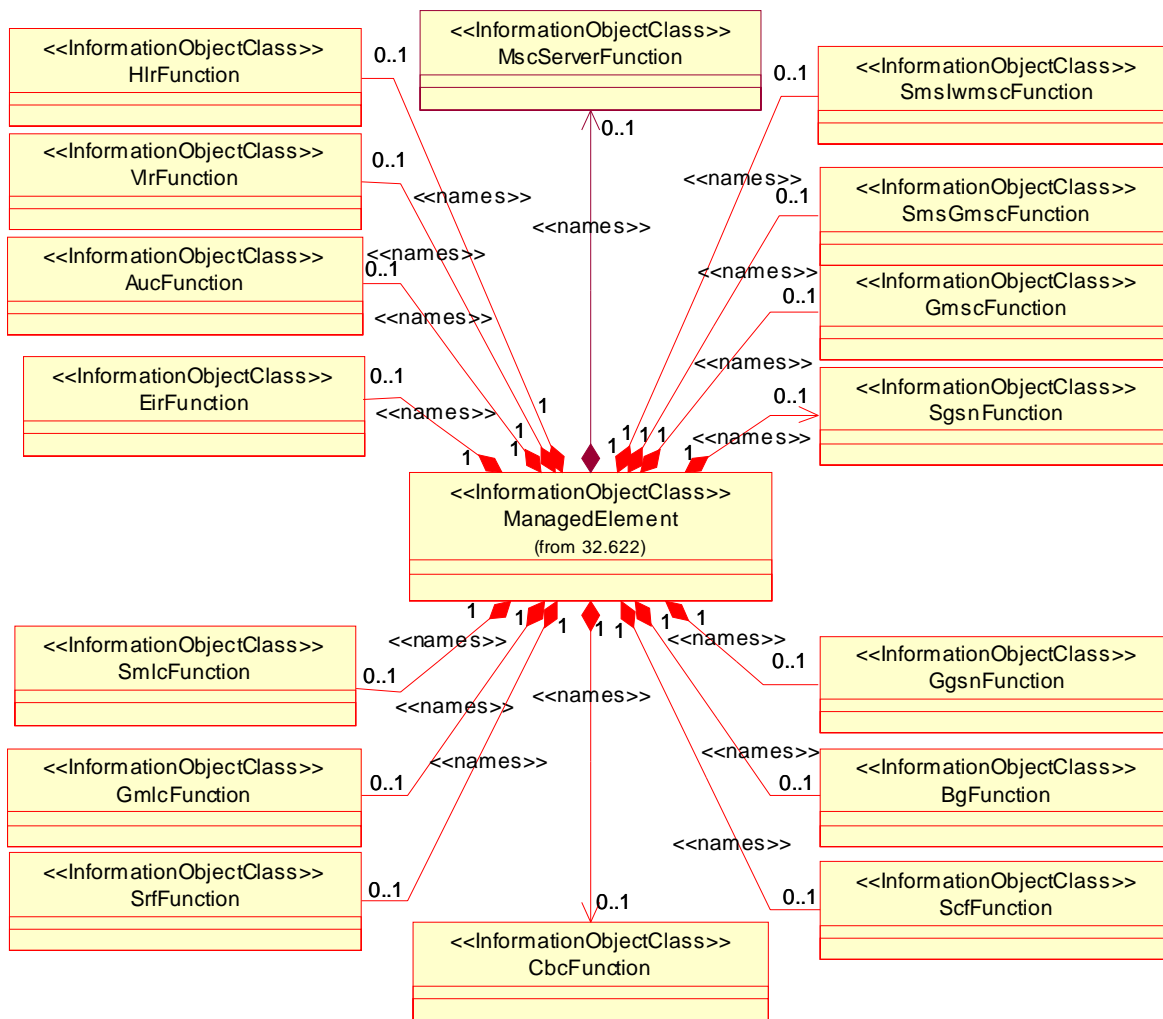 <<InformationObjectClass>>
HlrFunction
0..1
<<InformationObjectClass>>
MscServerFunction
0..1
<<InformationObjectClass>>
SmsIwmscFunction
0..1
<<InformationObjectClass>>
VlrFunction
0..1
<<names>>
<<names>>
<<names>>
0..1
<<InformationObjectClass>>
SmsGmscFunction
<<InformationObjectClass>>
AucFunction
<<names>>
0..1
<<names>>
<<names>>
0..1
<<InformationObjectClass>>
GmscFunction
<<InformationObjectClass>>
EirFunction
0..1
<<names>>
<<names>>
0..1
<<names>>
<<InformationObjectClass>>
SgsnFunction
1
1
1
1
1
1
1
1
<<InformationObjectClass>>
ManagedElement
(from 32.622)
1
1
1
1
1
1
1
<<InformationObjectClass>>
SmlcFunction
<<names>>
0..1
<<names>>
<<names>>
0..1
<<InformationObjectClass>>
GgsnFunction
<<names>>
<<names>>
<<InformationObjectClass>>
GmlcFunction
0..1
<<names>>
0..1
<<InformationObjectClass>>
BgFunction
<<names>>
<<InformationObjectClass>>
SrfFunction
0..1
0..1
0..1
<<InformationObjectClass>>
ScfFunction
<<InformationObjectClass>>
CbcFunction